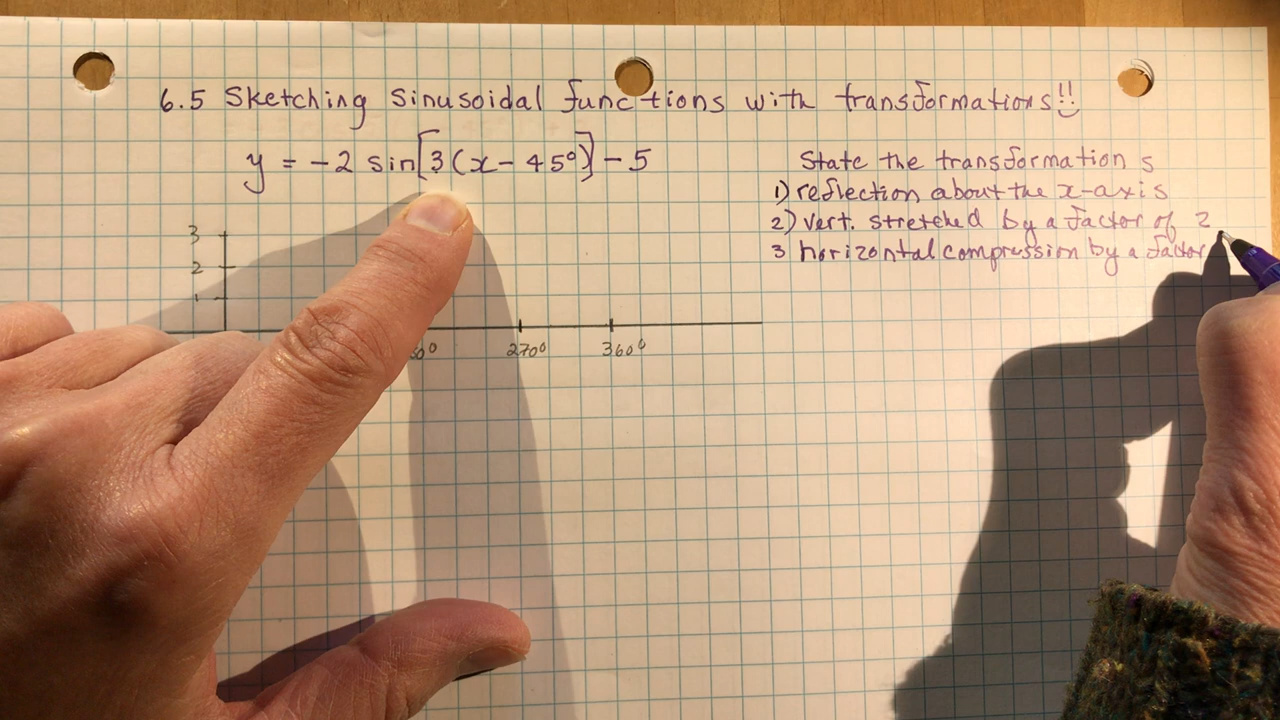 6.5 Sketching Sinusoidal functions with transformations!!
y = -2 sin[3(x - 45°)] - 5
State the transformations
1) reflection about the x-axis
2) vert. stretched by a factor of 2
3 horizontal compression by a factor
3
2
1
270° 360°